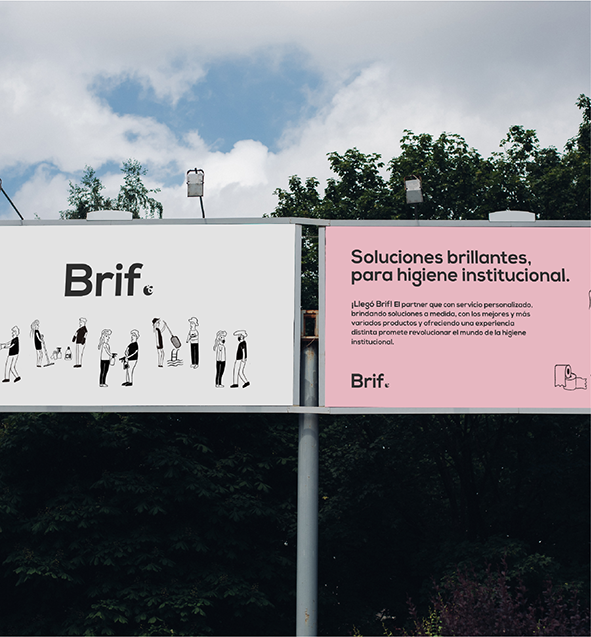 Brif.
Soluciones brillantes,
para higiene institucional.
¡Llegó Brif! El partner que con servicio personalizado,
brindando soluciones a medida, con los mejores y más
variados productos y ofreciendo una experiencia
distinta promete revolucionar el mundo de la higiene
institucional.
Brif.